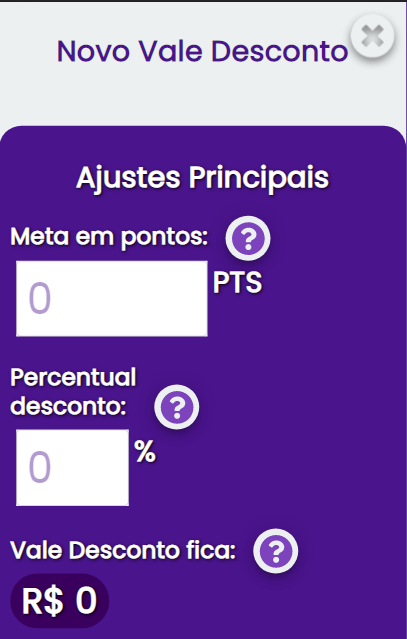 Novo Vale Desconto
Ajustes Principais
Meta em pontos: ?
0 PTS
Percentual
desconto: ?
0 %
Vale Desconto fica: ?
R$ 0